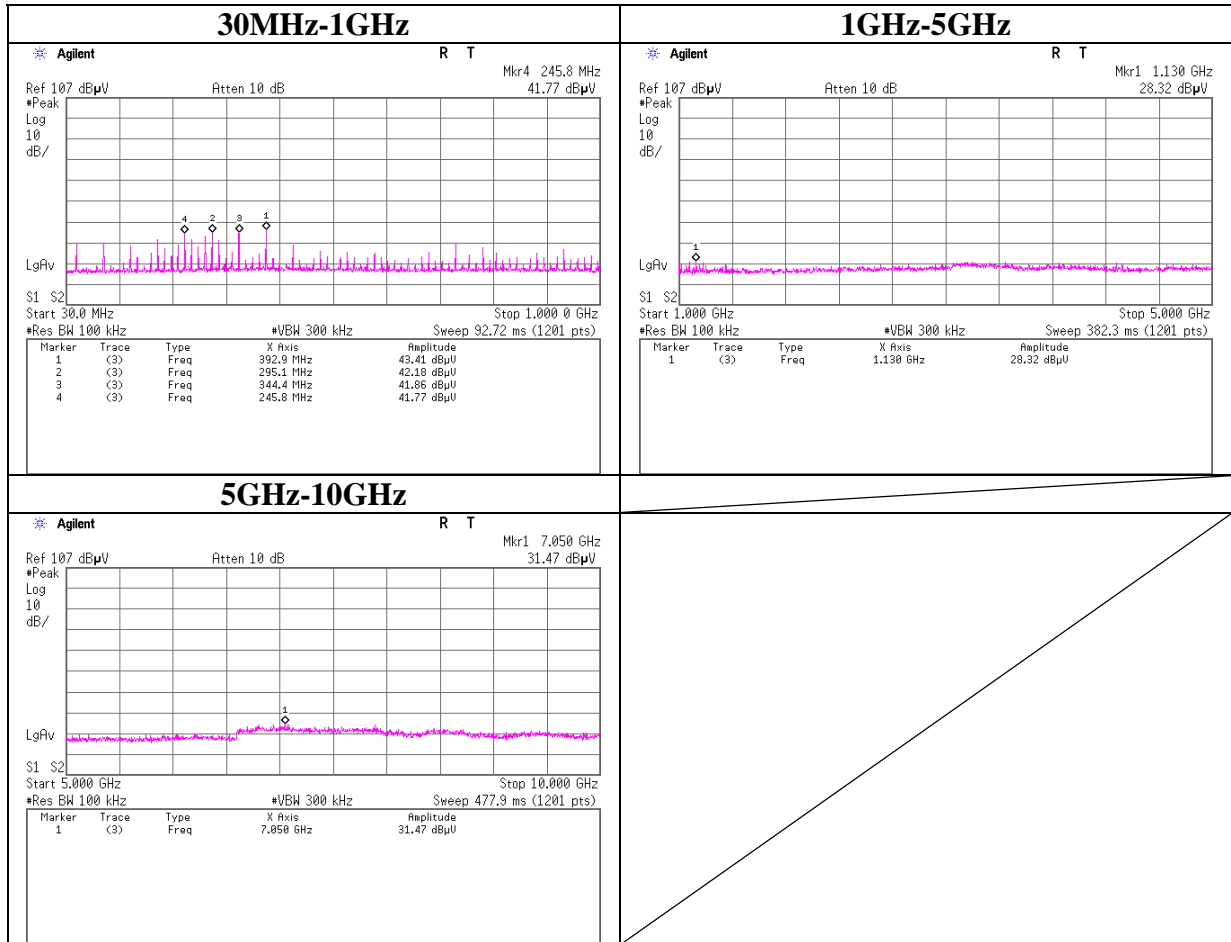 30MHz-1GHz
Agilent R T
Mkr4 245.8 MHz
Ref 107 dBµV Atten 10 dB 41.77 dBµV
#Peak
Log
10
dB/
4 2 3 1
LgAv
S1 S2
Start 30.0 MHz Stop 1.000 0 GHz
#Res BW 100 kHz #VBW 300 kHz Sweep 92.72 ms (1201 pts)
Marker Trace Type X Axis Amplitude
1 (3) Freq 392.9 MHz 43.41 dBµV
2 (3) Freq 295.1 MHz 42.18 dBµV
3 (3) Freq 344.4 MHz 41.86 dBµV
4 (3) Freq 245.8 MHz 41.77 dBµV
1GHz-5GHz
Agilent R T
Mkr1 1.130 GHz
Ref 107 dBµV Atten 10 dB 28.32 dBµV
#Peak
Log
10
dB/
1
LgAv
S1 S2
Start 1.000 GHz Stop 5.000 GHz
#Res BW 100 kHz #VBW 300 kHz Sweep 382.3 ms (1201 pts)
Marker Trace Type X Axis Amplitude
1 (3) Freq 1.130 GHz 28.32 dBµV
5GHz-10GHz
Agilent R T
Mkr1 7.050 GHz
Ref 107 dBµV Atten 10 dB 31.47 dBµV
#Peak
Log
10
dB/
1
LgAv
S1 S2
Start 5.000 GHz Stop 10.000 GHz
#Res BW 100 kHz #VBW 300 kHz Sweep 477.9 ms (1201 pts)
Marker Trace Type X Axis Amplitude
1 (3) Freq 7.050 GHz 31.47 dBµV